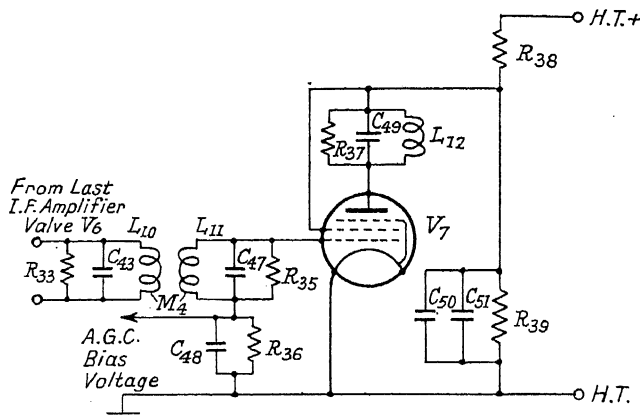 H.T.+
R38
C49
R37
L12
From Last
I.F. Amplifier
Valve V6
L10
L11
V7
R33
C43
C47
R35
M4
C50
C51
R39
A.G.C.
Bias
Voltage
C48
R36
H.T.